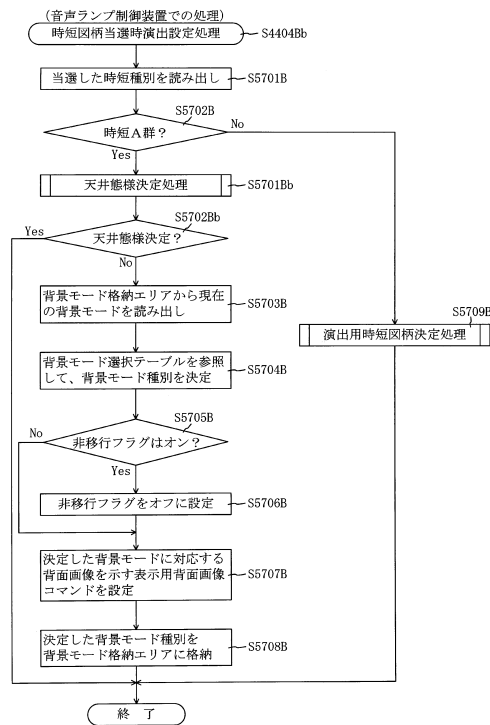 (音声ランプ制御装置での処理)
時短図柄当選時演出設定処理
S4404Bb
当選した時短種別を読み出し
S5701B
S5702B
時短A群?
No
Yes
天井態様決定処理
S5701Bb
S5702Bb
天井態様決定?
Yes
No
背景モード格納エリアから現在
の背景モードを読み出し
S5703B
S5709B
演出用時短図柄決定処理
背景モード選択テーブルを参照
して、背景モード種別を決定
S5704B
S5705B
非移行フラグはオン?
No
Yes
非移行フラグをオフに設定
S5706B
決定した背景モードに対応する
背面画像を示す表示用背面画像
コマンドを設定
S5707B
決定した背景モード種別を
背景モード格納エリアに格納
S5708B
終 了